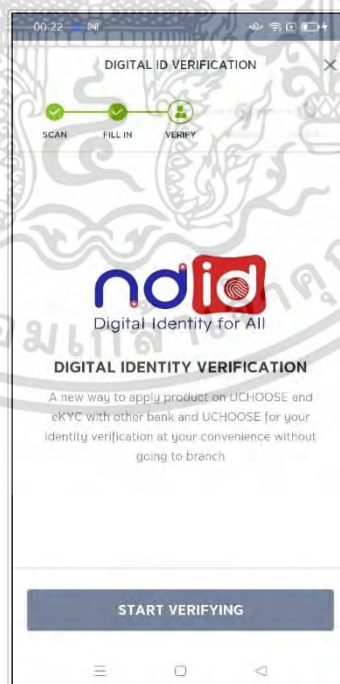 00:22
DIGITAL ID VERIFICATION
SCAN FILL IN VERIFY
ndid
Digital Identity for All
DIGITAL IDENTITY VERIFICATION
A new way to apply product on UCHOOSE and
eKYC with other bank and UCHOOSE for your
identity verification at your convenience without
going to branch
START VERIFYING